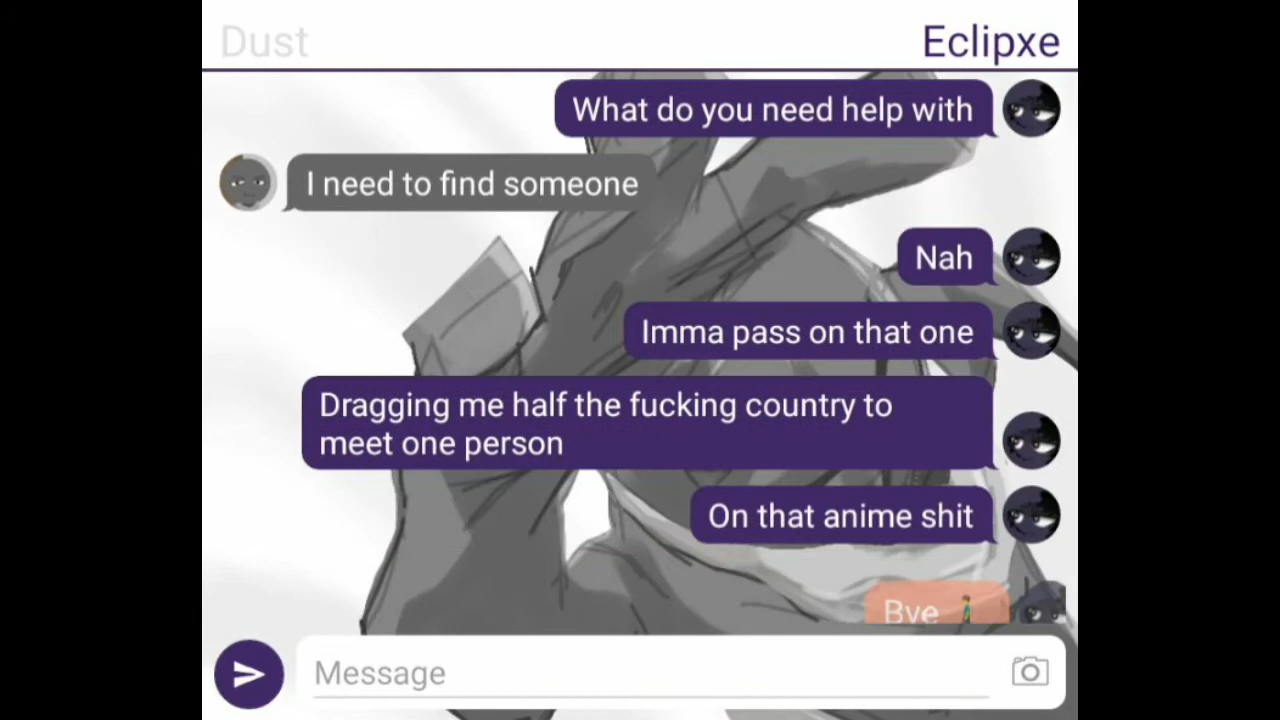 Dust
Eclipxe
What do you need help with
I need to find someone
Nah
Imma pass on that one
Dragging me half the fucking country to
meet one person
On that anime shit
Bye
Message